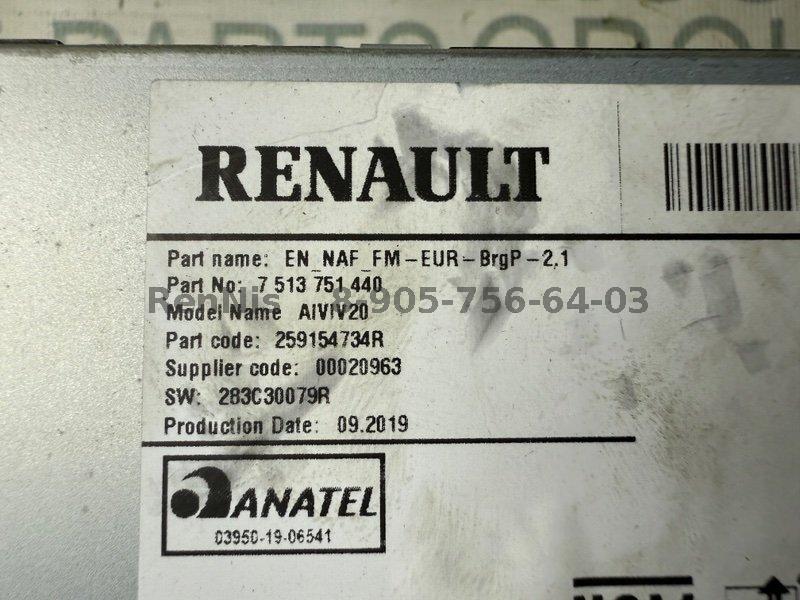 PARTS GROUP
RENAULT
Part name: EN_NAF_FM-EUR-BrgP-2.1
Part No: 7 513 751 440
RenNis 8-905-756-64-03
Model Name AIVIV20
Part code: 259154734R
Supplier code: 00020963
SW: 283C30079R
Production Date: 09.2019
ANATEL
03950-19-06541